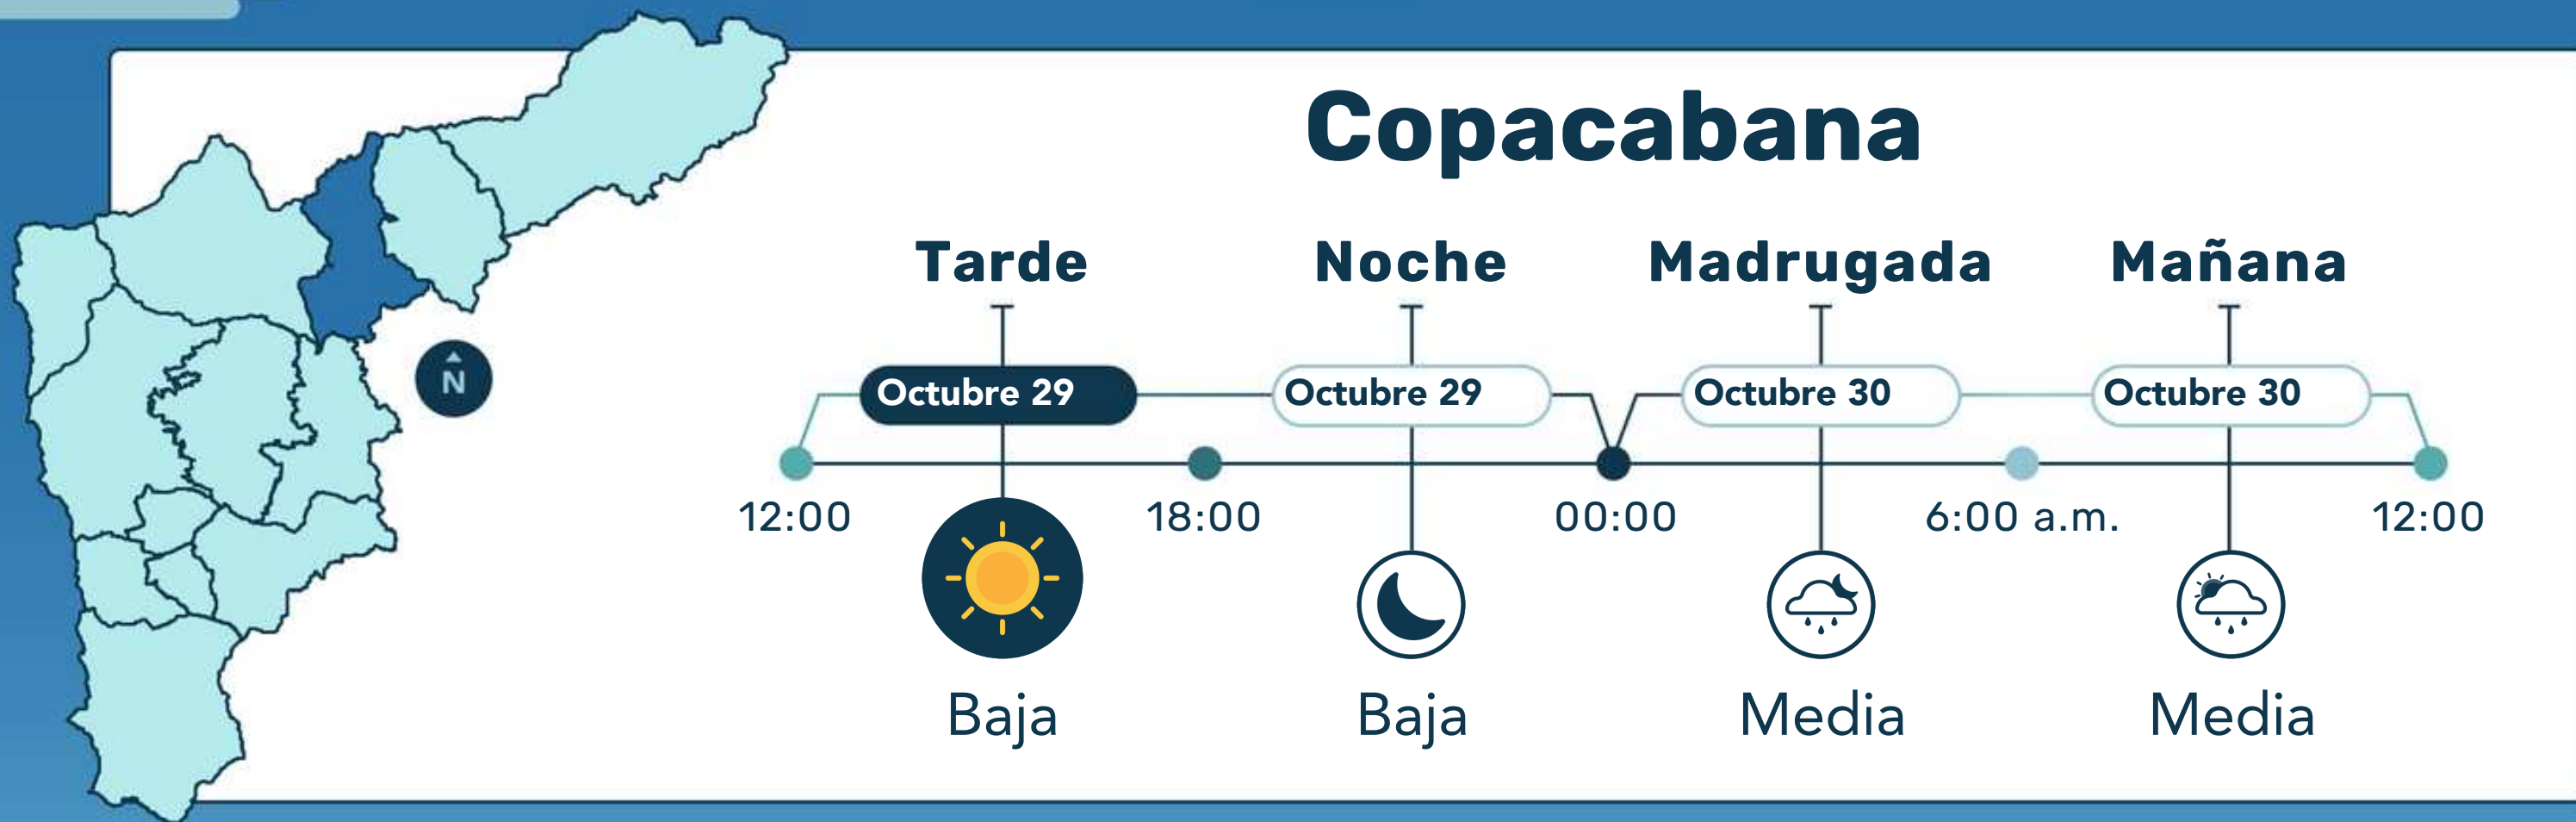 Copacabana
Tarde Noche Madrugada Mañana
Octubre 29 Octubre 29 Octubre 30 Octubre 30
N
12:00 18:00 00:00 6:00 a.m. 12:00
Baja Baja Media Media